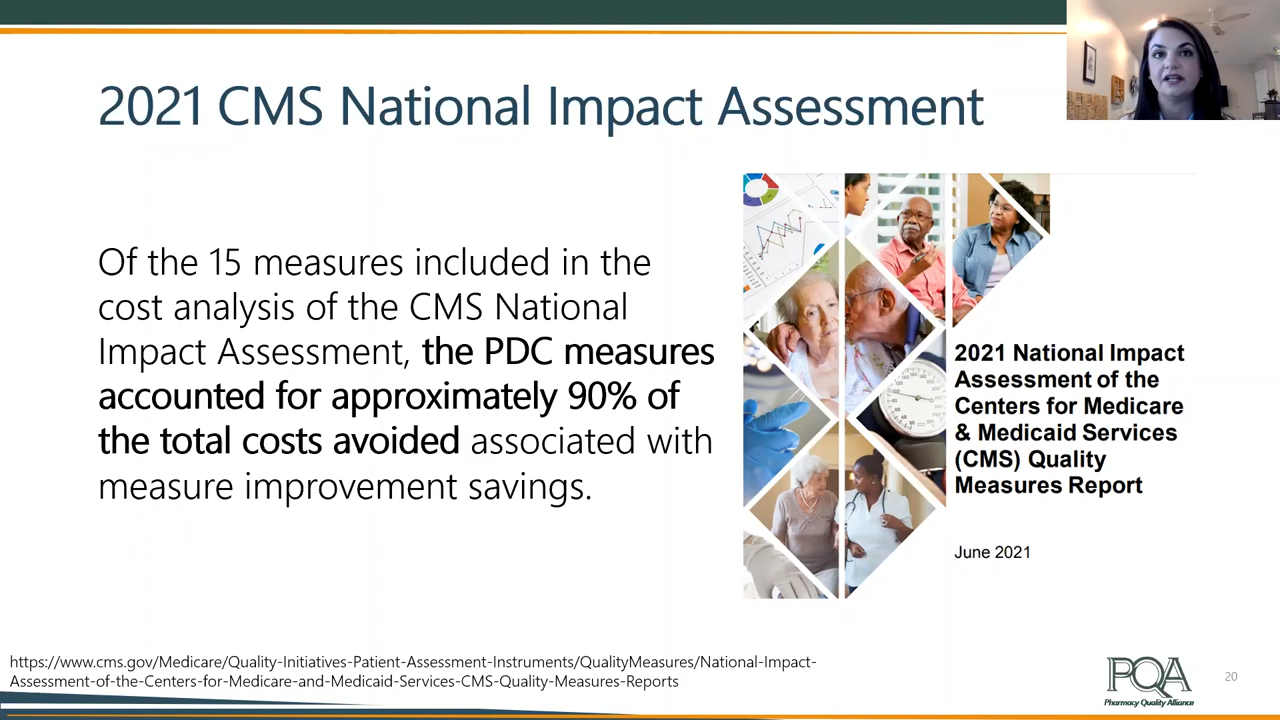 2021 CMS National Impact Assessment
Of the 15 measures included in the
cost analysis of the CMS National
Impact Assessment, the PDC measures
accounted for approximately 90% of
the total costs avoided associated with
measure improvement savings.
2021 National Impact
Assessment of the
Centers for Medicare
& Medicaid Services
(CMS) Quality
Measures Report
June 2021
https://www.cms.gov/Medicare/Quality-Initiatives-Patient-Assessment-Instruments/QualityMeasures/National-Impact-
Assessment-of-the-Centers-for-Medicare-and-Medicaid-Services-CMS-Quality-Measures-Reports
PQA
Pharmacy Quality Alliance
20